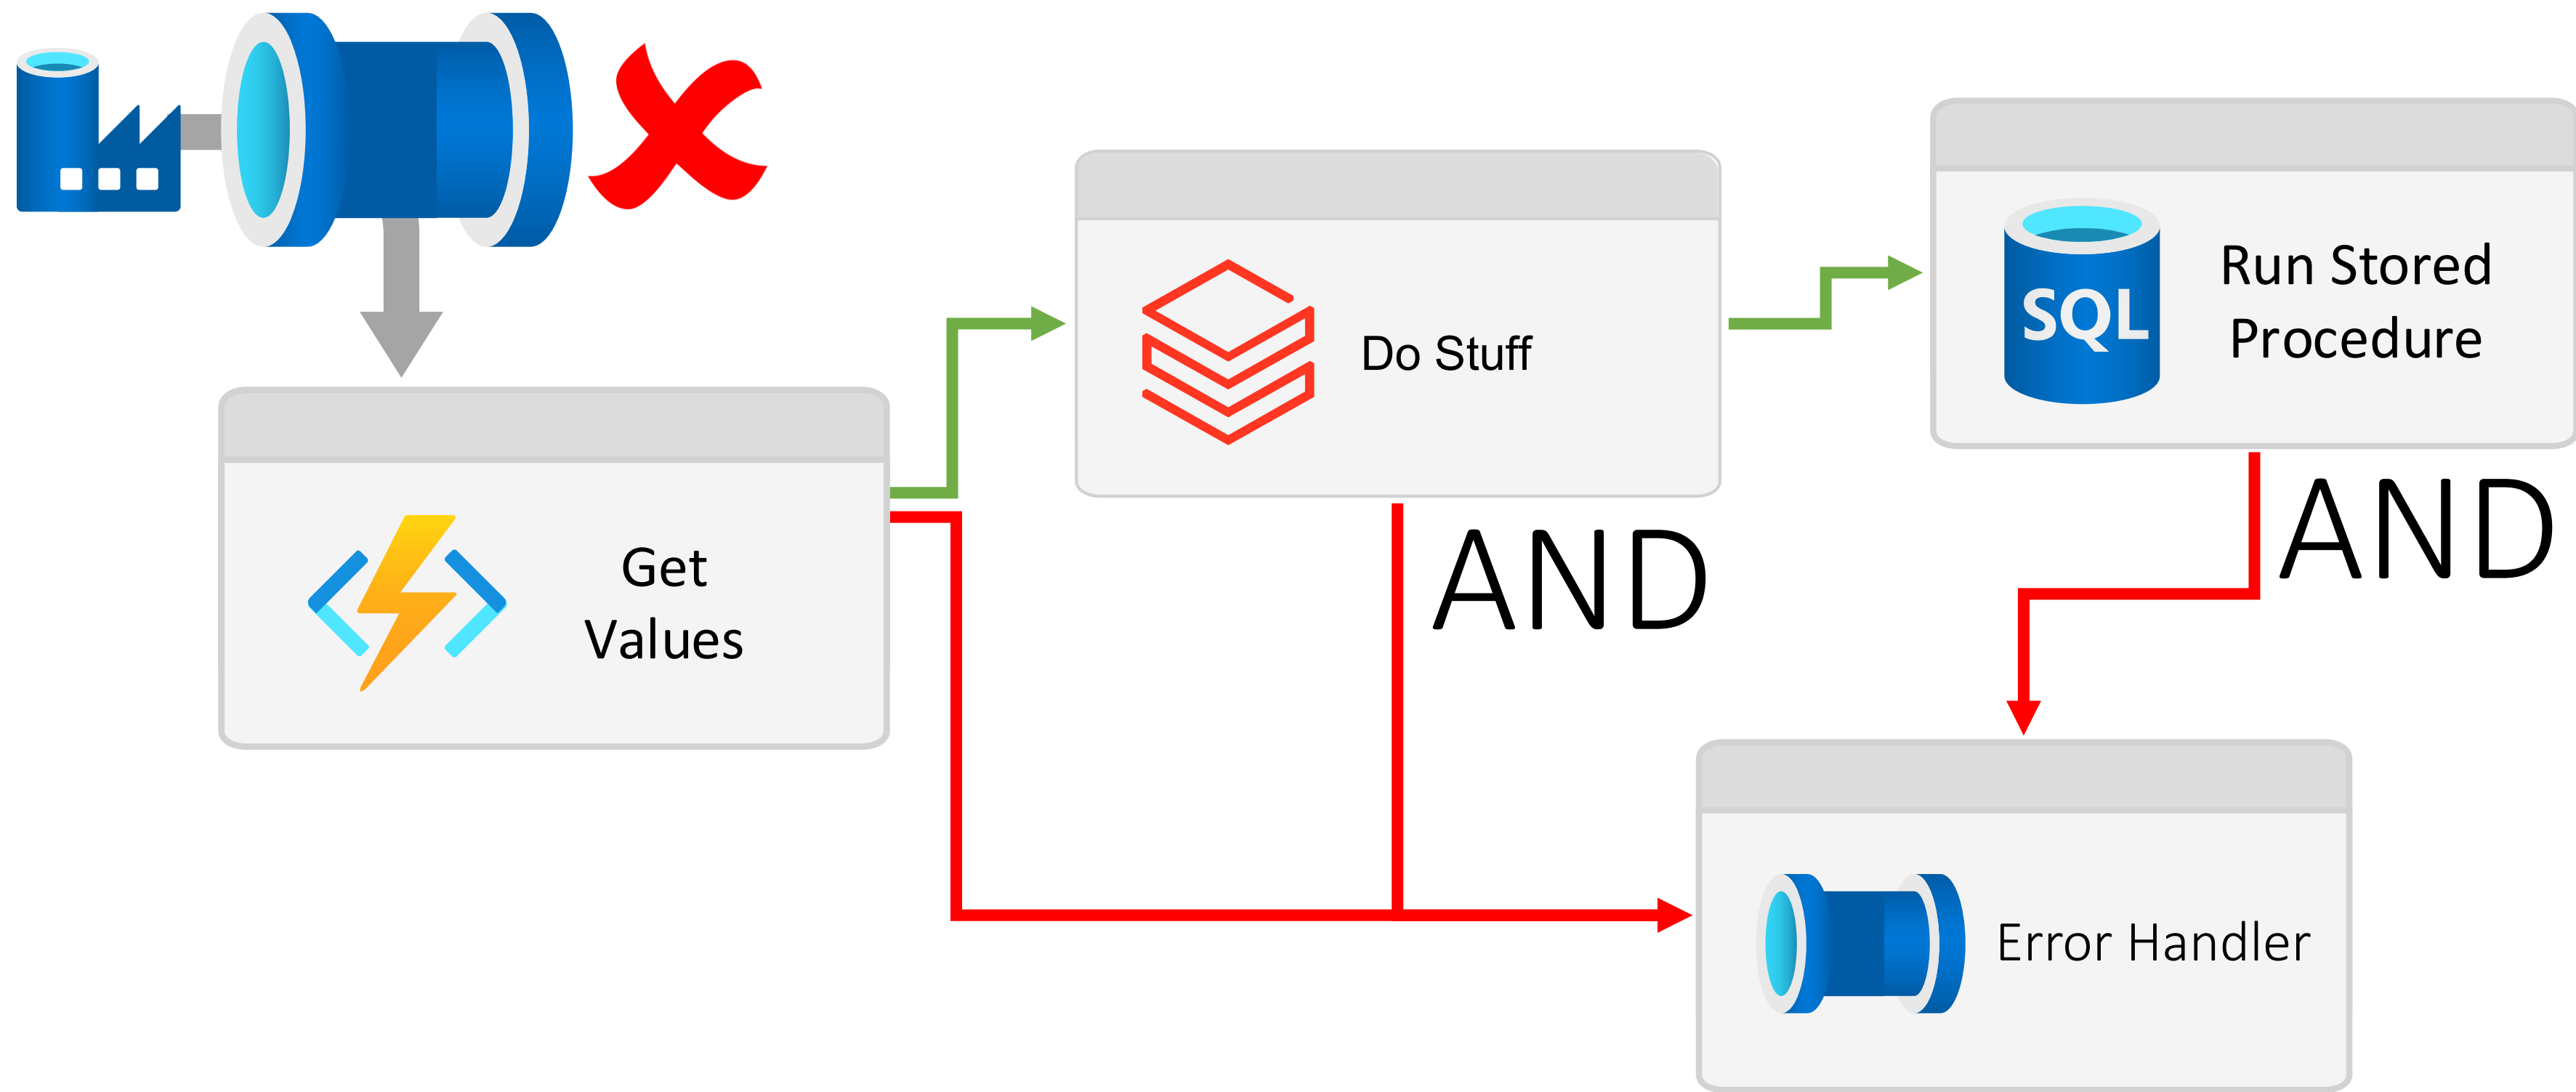 Get
Values
Do Stuff
AND
SQL
Run Stored
Procedure
AND
Error Handler